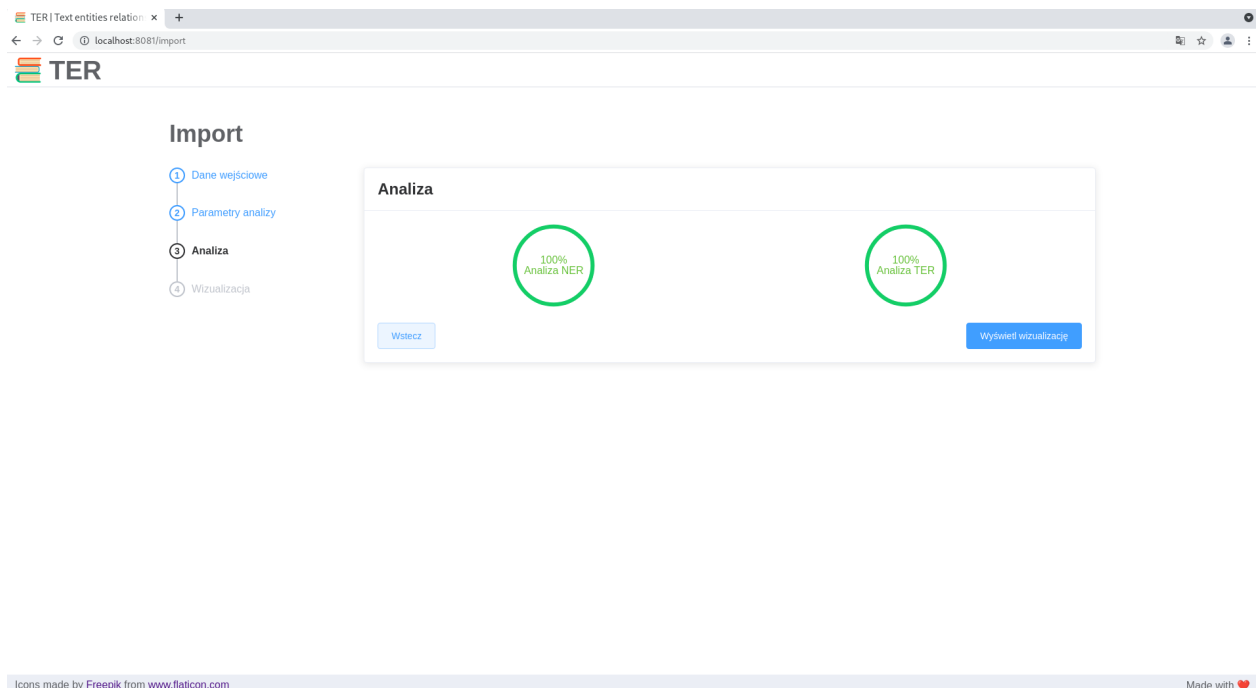 TER | Text entities relation
localhost:8081/import
TER
Import
1 Dane wejściowe
2 Parametry analizy
3 Analiza
4 Wizualizacja
Analiza
100%
Analiza NER
100%
Analiza TER
Wstecz
Wyświetl wizualizację
Icons made by Freepik from www.flaticon.com
Made with ❤️